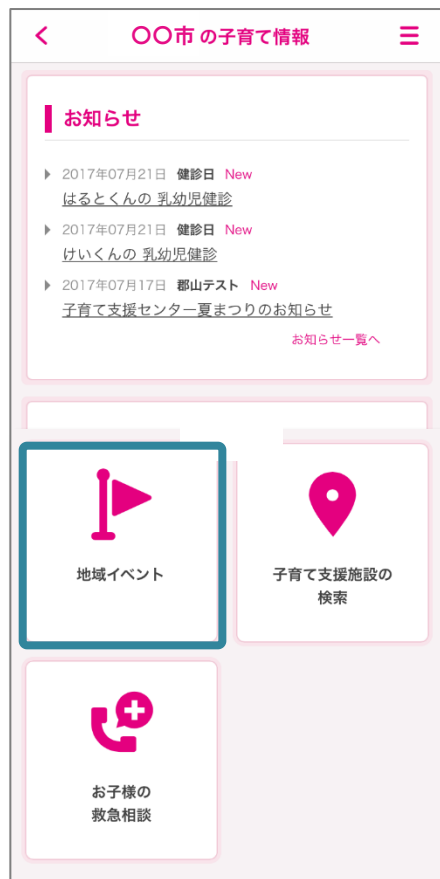 〇〇市 の子育て情報
お知らせ
2017年07月21日 健診日 New
はるとくんの 乳幼児健診
2017年07月21日 健診日 New
けいくんの 乳幼児健診
2017年07月17日 郡山テスト New
子育て支援センター夏まつりのお知らせ
お知らせ一覧へ
地域イベント
子育て支援施設の
検索
お子様の
救急相談